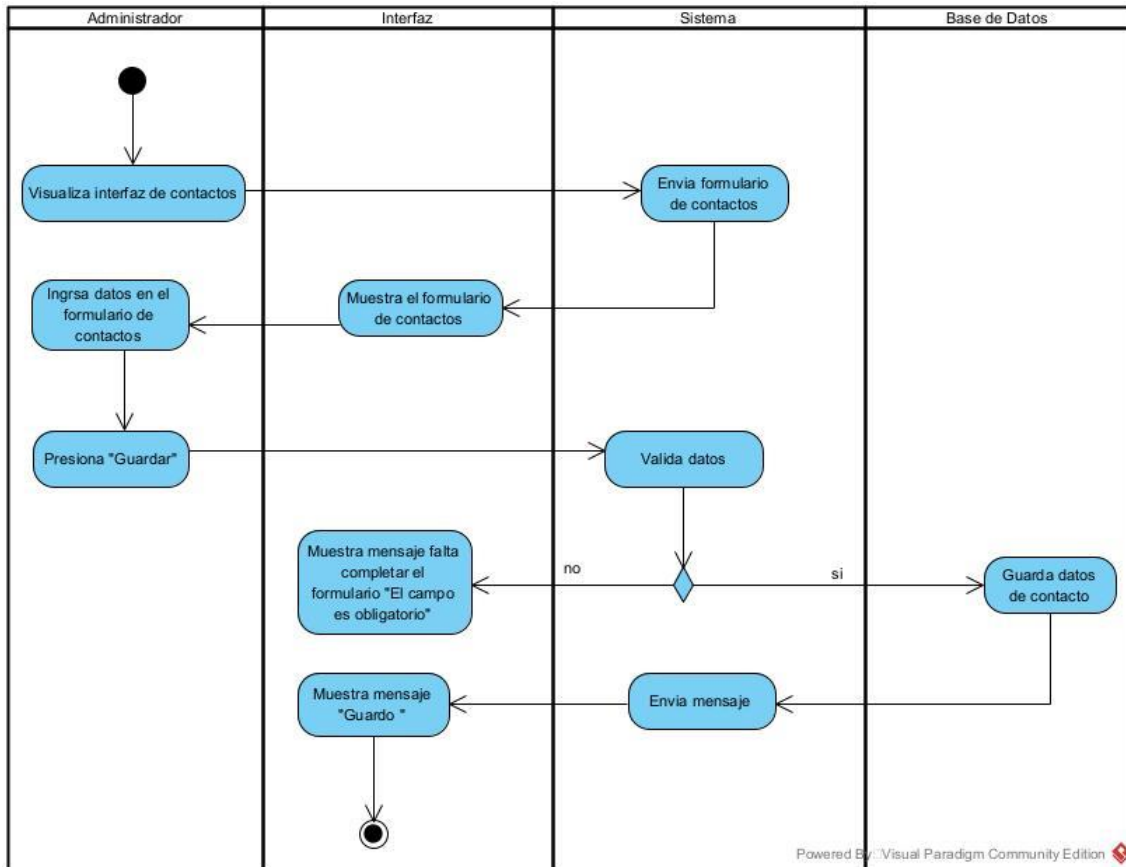 Administrador
Interfaz
Sistema
Base de Datos
Visualiza interfaz de contactos
Envia formulario
de contactos
Ingrsa datos en el
formulario de
contactos
Muestra el formulario
de contactos
Presiona "Guardar"
Valida datos
Muestra mensaje falta
completar el
formulario "El campo
es obligatorio"
no
si
Guarda datos
de contacto
Muestra mensaje
"Guardo "
Envia mensaje
Powered By Visual Paradigm Community Edition